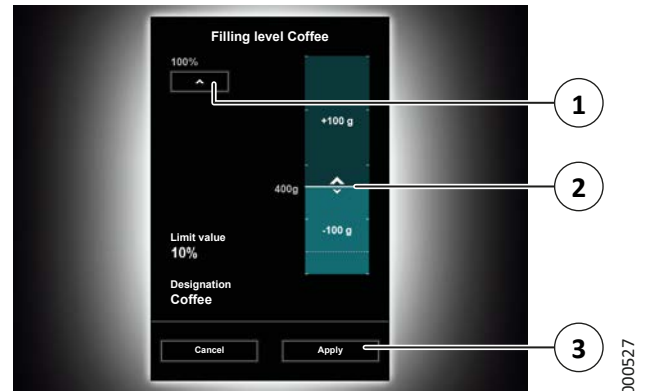 Filling level Coffee
100%
+100 g
400g
-100 g
Limit value
10%
Designation
Coffee
Cancel
Apply
1
2
3
000527